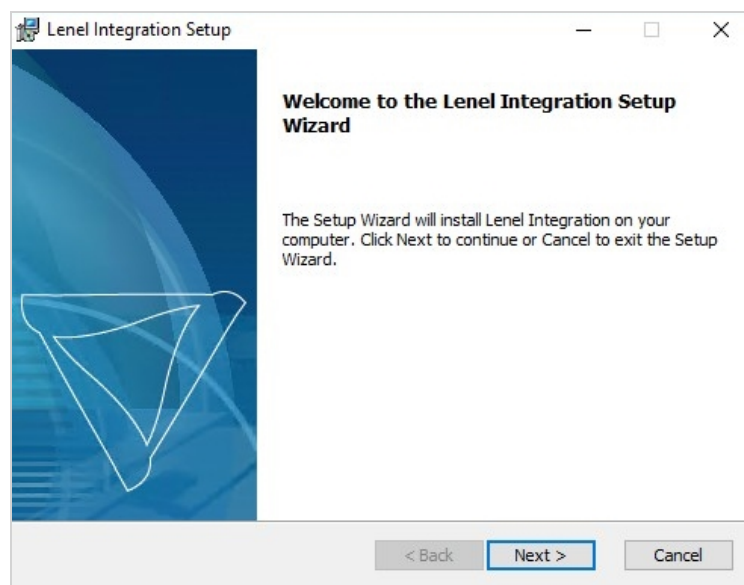 Lenel Integration Setup
Welcome to the Lenel Integration Setup
Wizard
The Setup Wizard will install Lenel Integration on your
computer. Click Next to continue or Cancel to exit the Setup
Wizard.
< Back Next > Cancel